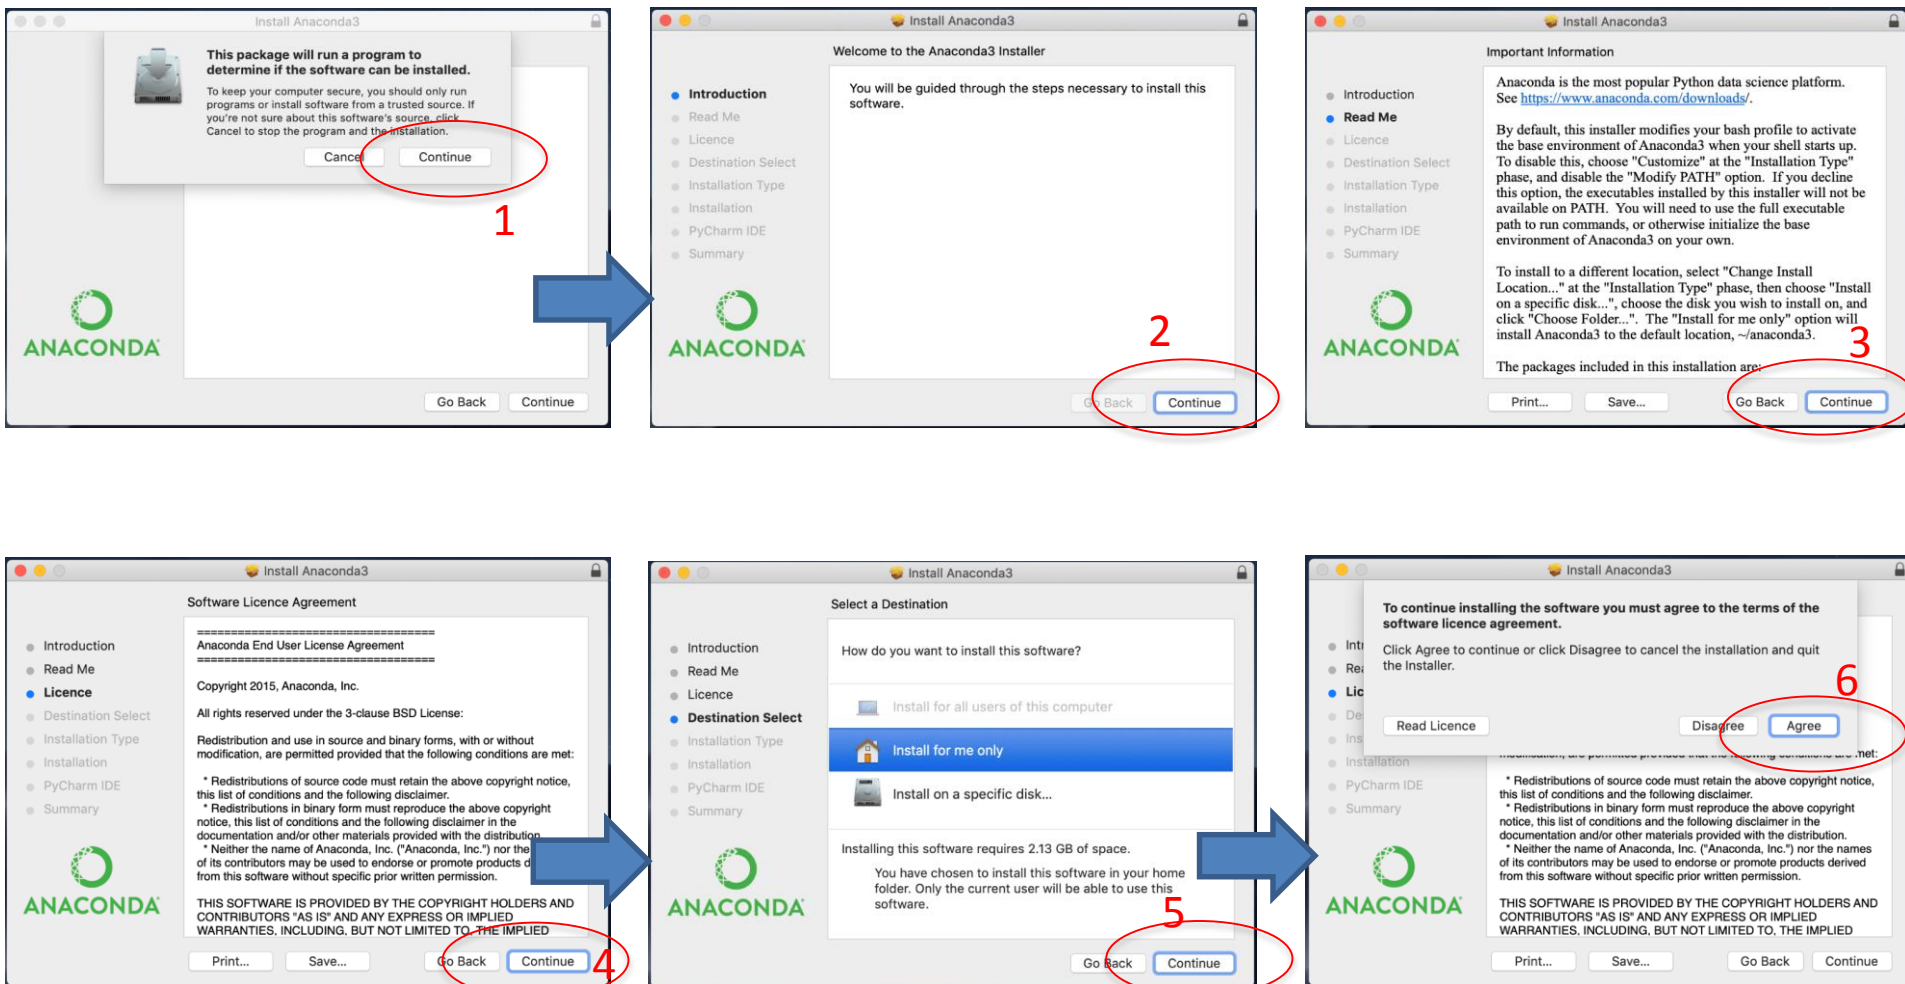 Install Anaconda3
This package will run a program to
determine if the software can be installed.
To keep your computer secure, you should only run
programs or install software from a trusted source. If
you're not sure about this software's source, click
Cancel to stop the program and the installation.
Cancel
Continue
1
ANACONDA
Go Back
Continue
Install Anaconda3
Welcome to the Anaconda3 Installer
Introduction
Read Me
Licence
Destination Select
Installation Type
Installation
PyCharm IDE
Summary
You will be guided through the steps necessary to install this
software.
ANACONDA
2
Go Back
Continue
Install Anaconda3
Important Information
Introduction
Read Me
Licence
Destination Select
Installation Type
Installation
PyCharm IDE
Summary
Anaconda is the most popular Python data science platform.
See https://www.anaconda.com/downloads/.
By default, this installer modifies your bash profile to activate
the base environment of Anaconda3 when your shell starts up.
To disable this, choose "Customize" at the "Installation Type"
phase, and disable the "Modify PATH" option. If you decline
this option, the executables installed by this installer will not be
available on PATH. You will need to use the full executable
path to run commands, or otherwise initialize the base
environment of Anaconda3 on your own.
To install to a different location, select "Change Install
Location..." at the "Installation Type" phase, then choose "Install
on a specific disk...", choose the disk you wish to install on, and
click "Choose Folder...". The "Install for me only" option will
install Anaconda3 to the default location, ~/anaconda3.
The packages included in this installation are:
ANACONDA
3
Print...
Save...
Go Back
Continue
Install Anaconda3
Software Licence Agreement
Introduction
Read Me
Licence
Destination Select
Installation Type
Installation
PyCharm IDE
Summary
===================================
Anaconda End User License Agreement
===================================
Copyright 2015, Anaconda, Inc.
All rights reserved under the 3-clause BSD License:
Redistribution and use in source and binary forms, with or without
modification, are permitted provided that the following conditions are met:
* Redistributions of source code must retain the above copyright notice,
this list of conditions and the following disclaimer.
* Redistributions in binary form must reproduce the above copyright
notice, this list of conditions and the following disclaimer in the
documentation and/or other materials provided with the distribution.
* Neither the name of Anaconda, Inc. ("Anaconda, Inc.") nor the
of its contributors may be used to endorse or promote products d
from this software without specific prior written permission.
THIS SOFTWARE IS PROVIDED BY THE COPYRIGHT HOLDERS AND
CONTRIBUTORS "AS IS" AND ANY EXPRESS OR IMPLIED
WARRANTIES, INCLUDING, BUT NOT LIMITED TO, THE IMPLIED
ANACONDA
Print...
Save...
Go Back
Continue
4
Install Anaconda3
Select a Destination
Introduction
Read Me
Licence
Destination Select
Installation Type
Installation
PyCharm IDE
Summary
How do you want to install this software?
Install for all users of this computer
Install for me only
Install on a specific disk...
Installing this software requires 2.13 GB of space.
You have chosen to install this software in your home
folder. Only the current user will be able to use this
software.
ANACONDA
5
Go Back
Continue
Install Anaconda3
To continue installing the software you must agree to the terms of the
software licence agreement.
Click Agree to continue or click Disagree to cancel the installation and quit
the Installer.
6
Read Licence
Disagree
Agree
Intr
Rea
Lic
De
Ins
Installation
PyCharm IDE
Summary
modification, are permitted provided that the following conditions are met:
* Redistributions of source code must retain the above copyright notice,
this list of conditions and the following disclaimer.
* Redistributions in binary form must reproduce the above copyright
notice, this list of conditions and the following disclaimer in the
documentation and/or other materials provided with the distribution.
* Neither the name of Anaconda, Inc. ("Anaconda, Inc.") nor the names
of its contributors may be used to endorse or promote products derived
from this software without specific prior written permission.
THIS SOFTWARE IS PROVIDED BY THE COPYRIGHT HOLDERS AND
CONTRIBUTORS "AS IS" AND ANY EXPRESS OR IMPLIED
WARRANTIES, INCLUDING, BUT NOT LIMITED TO, THE IMPLIED
ANACONDA
Print...
Save...
Go Back
Continue